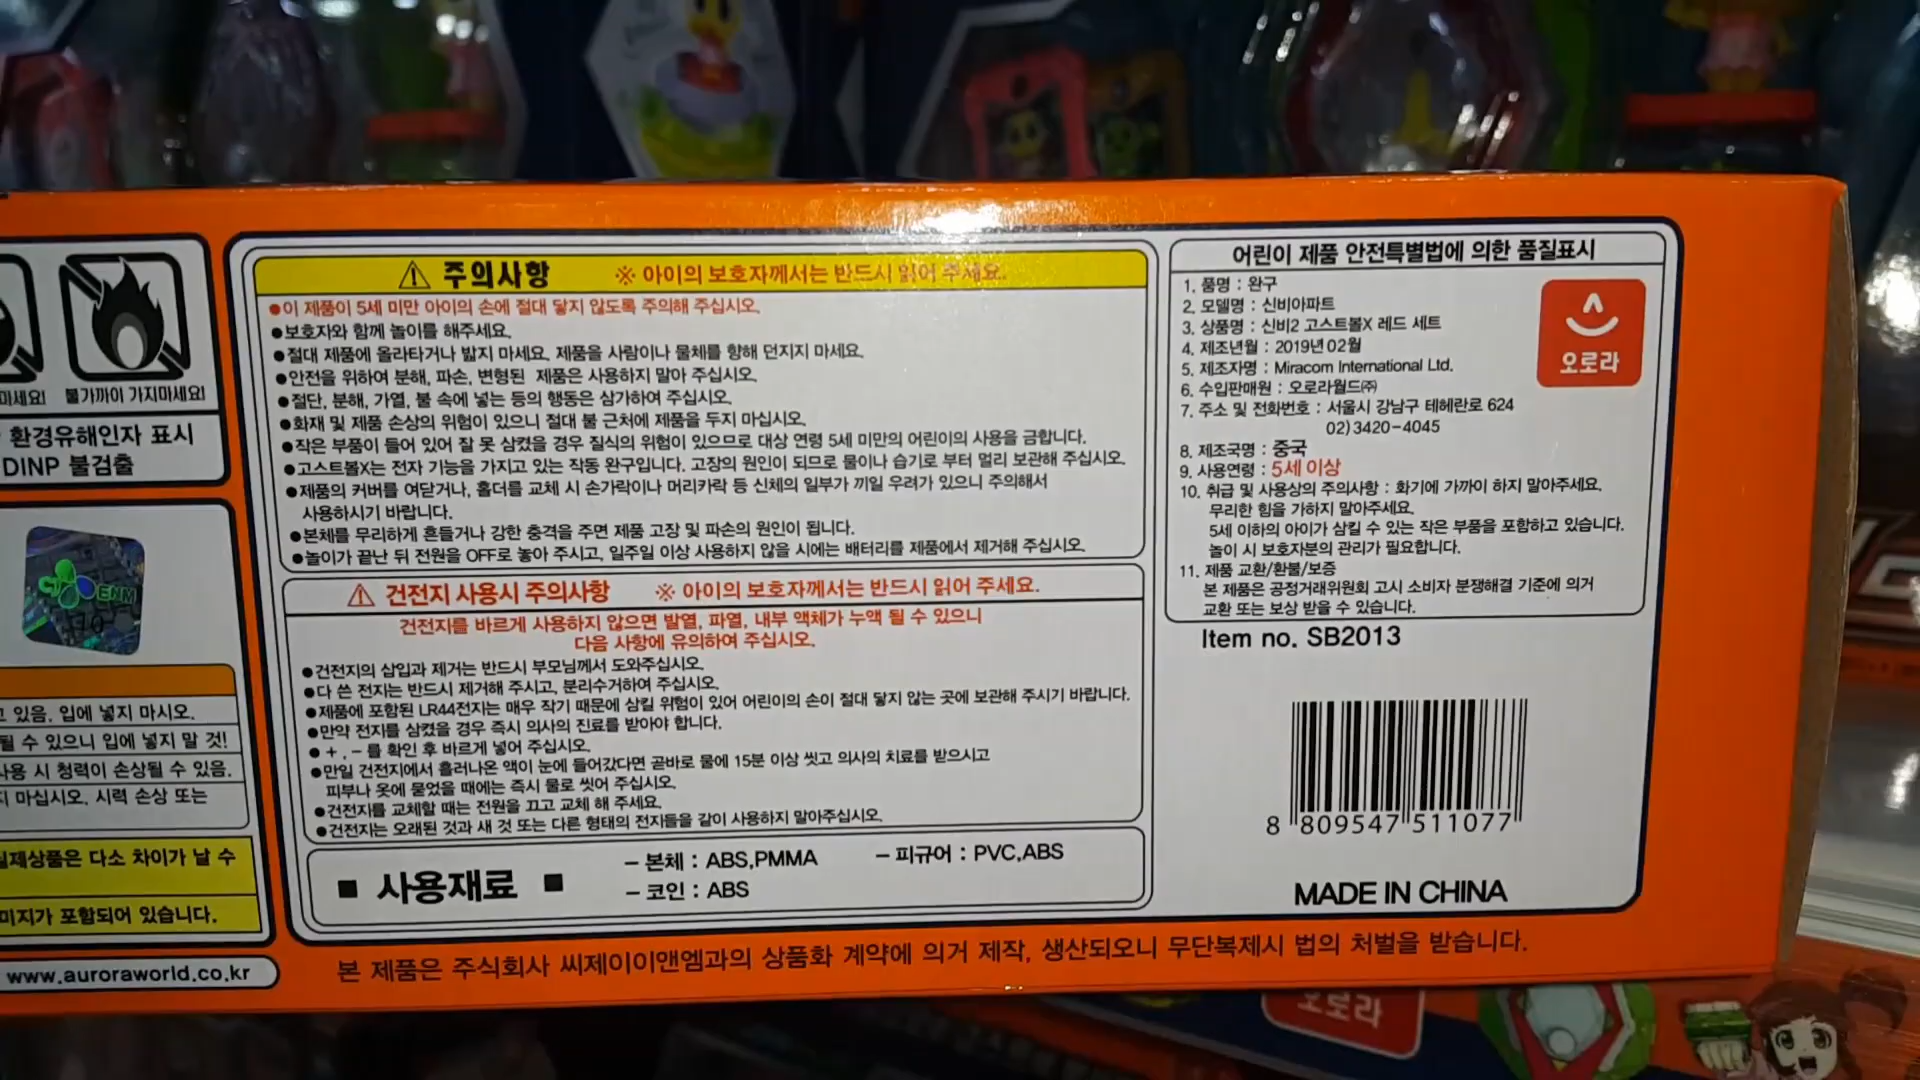 마세요!
불가까이 가지마세요!
환경유해인자 표시
DINP 불검출
CJ ENM
고 있음. 입에 넣지 마시오.
될 수 있으니 입에 넣지 말 것!
사용 시 청력이 손상될 수 있음.
지 마십시오. 시력 손상 또는
실제상품은 다소 차이가 날 수
미지가 포함되어 있습니다.
www.auroraworld.co.kr
주의사항 ※ 아이의 보호자께서는 반드시 읽어 주세요.
●이 제품이 5세 미만 아이의 손에 절대 닿지 않도록 주의해 주십시오.
●보호자와 함께 놀이를 해주세요.
●절대 제품에 올라타거나 밟지 마세요. 제품을 사람이나 물체를 향해 던지지 마세요.
●안전을 위하여 분해, 파손, 변형된 제품은 사용하지 말아 주십시오.
●절단, 분해, 가열, 불 속에 넣는 등의 행동은 삼가하여 주십시오.
●화재 및 제품 손상의 위험이 있으니 절대 불 근처에 제품을 두지 마십시오.
●작은 부품이 들어 있어 잘 못 삼켰을 경우 질식의 위험이 있으므로 대상 연령 5세 미만의 어린이의 사용을 금합니다.
●고스트볼X는 전자 기능을 가지고 있는 작동 완구입니다. 고장의 원인이 되므로 물이나 습기로 부터 멀리 보관해 주십시오.
●제품의 커버를 여닫거나, 홀더를 교체 시 손가락이나 머리카락 등 신체의 일부가 끼일 우려가 있으니 주의해서
사용하시기 바랍니다.
●본체를 무리하게 흔들거나 강한 충격을 주면 제품 고장 및 파손의 원인이 됩니다.
●놀이가 끝난 뒤 전원을 OFF로 놓아 주시고, 일주일 이상 사용하지 않을 시에는 배터리를 제품에서 제거해 주십시오.
건전지 사용시 주의사항 ※ 아이의 보호자께서는 반드시 읽어 주세요.
건전지를 바르게 사용하지 않으면 발열, 파열, 내부 액체가 누액 될 수 있으니
다음 사항에 유의하여 주십시오.
●건전지의 삽입과 제거는 반드시 부모님께서 도와주십시오.
●다 쓴 전지는 반드시 제거해 주시고, 분리수거하여 주십시오.
●제품에 포함된 LR44전지는 매우 작기 때문에 삼킬 위험이 있어 어린이의 손이 절대 닿지 않는 곳에 보관해 주시기 바랍니다.
●만약 전지를 삼켰을 경우 즉시 의사의 진료를 받아야 합니다.
●+, -를 확인 후 바르게 넣어 주십시오.
●만일 건전지에서 흘러나온 액이 눈에 들어갔다면 곧바로 물에 15분 이상 씻고 의사의 치료를 받으시고
피부나 옷에 묻었을 때에는 즉시 물로 씻어 주십시오.
●건전지를 교체할 때는 전원을 끄고 교체 해 주세요.
●건전지는 오래된 것과 새 것 또는 다른 형태의 전지들을 같이 사용하지 말아주십시오.
■ 사용재료 ■
- 본체 : ABS,PMMA - 피규어 : PVC,ABS
- 코인 : ABS
어린이 제품 안전특별법에 의한 품질표시
1. 품명 : 완구
2. 모델명 : 신비아파트
3. 상품명 : 신비2 고스트볼X 레드 세트
4. 제조년월 : 2019년 02월
5. 제조자명 : Miracom International Ltd.
6. 수입판매원 : 오로라월드㈜
7. 주소 및 전화번호 : 서울시 강남구 테헤란로 624
02)3420-4045
8. 제조국명 : 중국
9. 사용연령 : 5세 이상
10. 취급 및 사용상의 주의사항 : 화기에 가까이 하지 말아주세요.
무리한 힘을 가하지 말아주세요.
5세 이하의 아이가 삼킬 수 있는 작은 부품을 포함하고 있습니다.
놀이 시 보호자분의 관리가 필요합니다.
11. 제품 교환/환불/보증
본 제품은 공정거래위원회 고시 소비자 분쟁해결 기준에 의거
교환 또는 보상 받을 수 있습니다.
오로라
Item no. SB2013
8 809547 511077
MADE IN CHINA
본 제품은 주식회사 씨제이이앤엠과의 상품화 계약에 의거 제작, 생산되오니 무단복제시 법의 처벌을 받습니다.
오로라